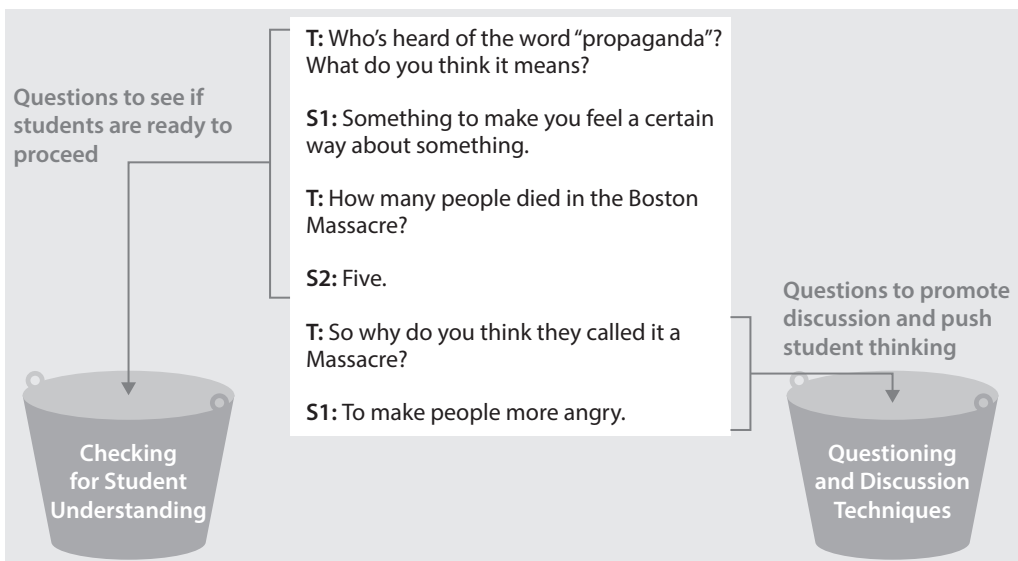 Questions to see if
students are ready to
proceed
T: Who's heard of the word “propaganda”?
What do you think it means?
S1: Something to make you feel a certain
way about something.
T: How many people died in the Boston
Massacre?
S2: Five.
T: So why do you think they called it a
Massacre?
S1: To make people more angry.
Questions to promote
discussion and push
student thinking
Checking
for Student
Understanding
Questioning
and Discussion
Techniques